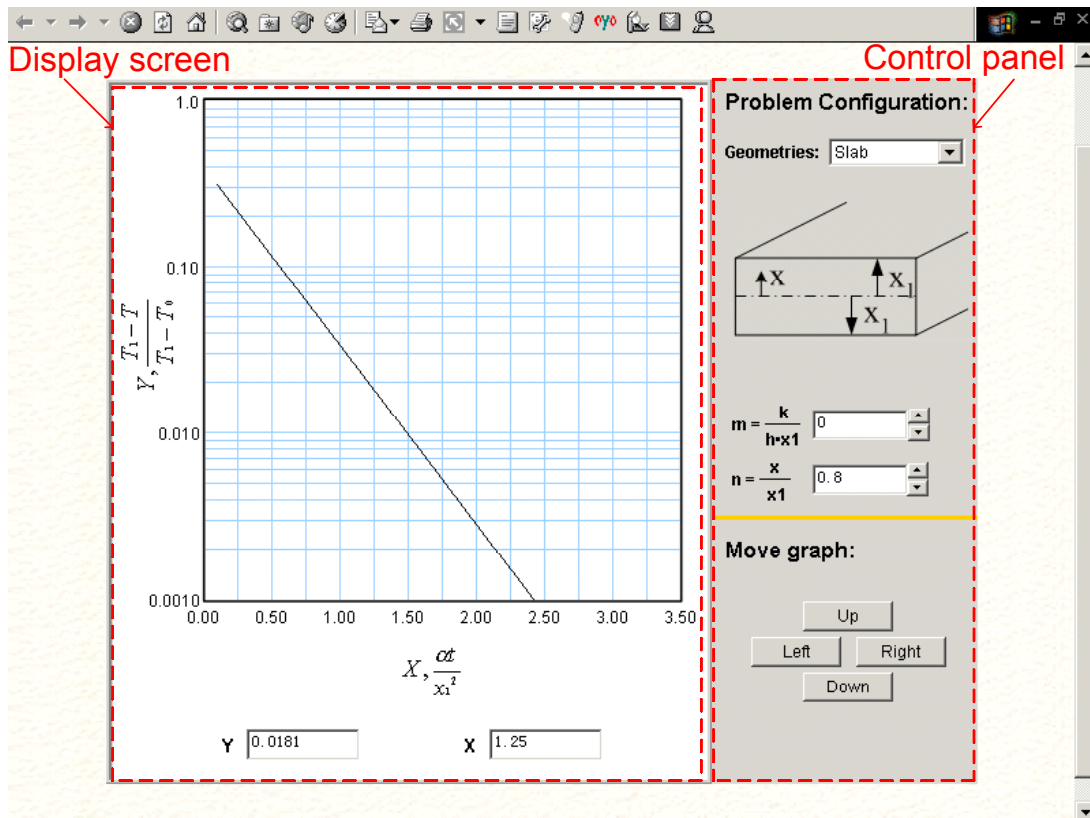 Display screen
Control panel
1.0
0.10
0.010
0.0010
Y, T₁ − T / T₁ − T₀
0.00 0.50 1.00 1.50 2.00 2.50 3.00 3.50
X, αt / x₁²
Y 0.0181 X 1.25
Problem Configuration:
Geometries: Slab
x x₁
x₁
m = k / h•x1 0
n = x / x1 0.8
Move graph:
Up
Left Right
Down